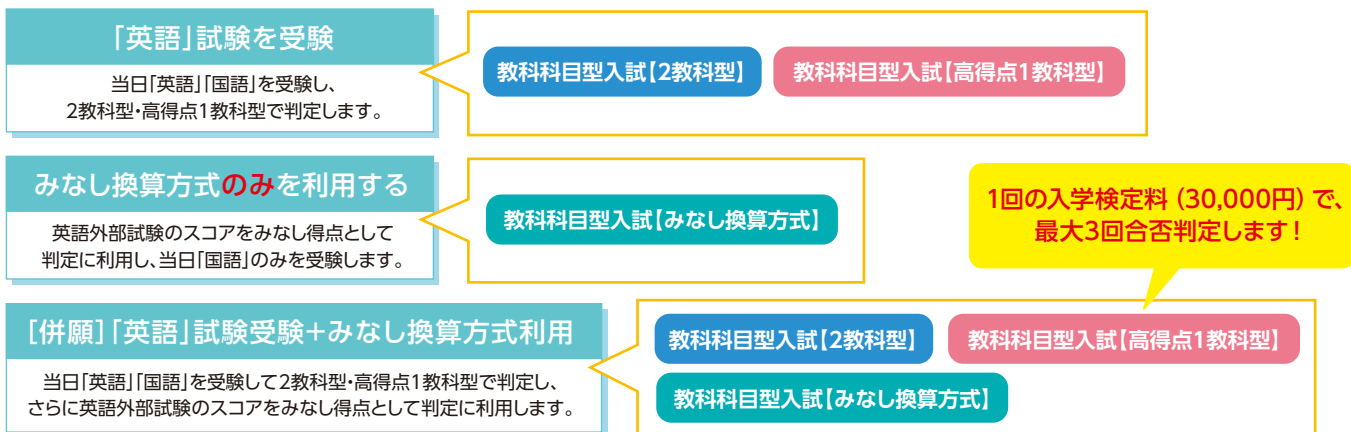 「英語」試験を受験
当日「英語」「国語」を受験し、
2教科型・高得点1教科型で判定します。
教科科目型入試【2教科型】
教科科目型入試【高得点1教科型】
みなし換算方式のみを利用する
英語外部試験のスコアをみなし得点として
判定に利用し、当日「国語」のみを受験します。
教科科目型入試【みなし換算方式】
1回の入学検定料（30,000円）で、
最大3回合否判定します！
［併願］「英語」試験受験+みなし換算方式利用
当日「英語」「国語」を受験して2教科型・高得点1教科型で判定し、
さらに英語外部試験のスコアをみなし得点として判定に利用します。
教科科目型入試【2教科型】
教科科目型入試【高得点1教科型】
教科科目型入試【みなし換算方式】